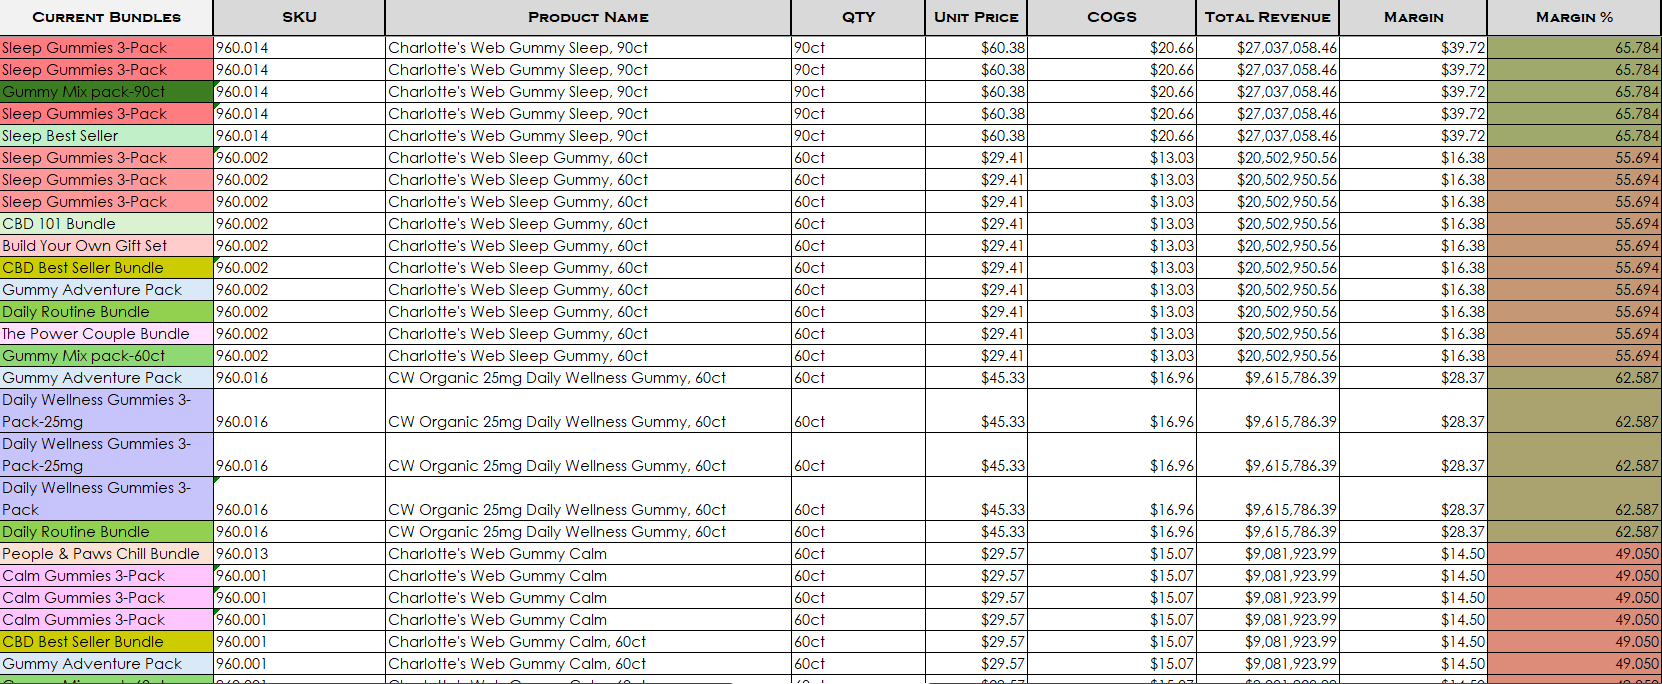 Current Bundles SKU Product Name QTY Unit Price COGS Total Revenue Margin Margin %
Sleep Gummies 3-Pack 960.014 Charlotte's Web Gummy Sleep, 90ct 90ct $60.38 $20.66 $27,037,058.46 $39.72 65.784
Sleep Gummies 3-Pack 960.014 Charlotte's Web Gummy Sleep, 90ct 90ct $60.38 $20.66 $27,037,058.46 $39.72 65.784
Gummy Mix pack-90ct 960.014 Charlotte's Web Gummy Sleep, 90ct 90ct $60.38 $20.66 $27,037,058.46 $39.72 65.784
Sleep Gummies 3-Pack 960.014 Charlotte's Web Gummy Sleep, 90ct 90ct $60.38 $20.66 $27,037,058.46 $39.72 65.784
Sleep Best Seller 960.014 Charlotte's Web Gummy Sleep, 90ct 90ct $60.38 $20.66 $27,037,058.46 $39.72 65.784
Sleep Gummies 3-Pack 960.002 Charlotte's Web Sleep Gummy, 60ct 60ct $29.41 $13.03 $20,502,950.56 $16.38 55.694
Sleep Gummies 3-Pack 960.002 Charlotte's Web Sleep Gummy, 60ct 60ct $29.41 $13.03 $20,502,950.56 $16.38 55.694
Sleep Gummies 3-Pack 960.002 Charlotte's Web Sleep Gummy, 60ct 60ct $29.41 $13.03 $20,502,950.56 $16.38 55.694
CBD 101 Bundle 960.002 Charlotte's Web Sleep Gummy, 60ct 60ct $29.41 $13.03 $20,502,950.56 $16.38 55.694
Build Your Own Gift Set 960.002 Charlotte's Web Sleep Gummy, 60ct 60ct $29.41 $13.03 $20,502,950.56 $16.38 55.694
CBD Best Seller Bundle 960.002 Charlotte's Web Sleep Gummy, 60ct 60ct $29.41 $13.03 $20,502,950.56 $16.38 55.694
Gummy Adventure Pack 960.002 Charlotte's Web Sleep Gummy, 60ct 60ct $29.41 $13.03 $20,502,950.56 $16.38 55.694
Daily Routine Bundle 960.002 Charlotte's Web Sleep Gummy, 60ct 60ct $29.41 $13.03 $20,502,950.56 $16.38 55.694
The Power Couple Bundle 960.002 Charlotte's Web Sleep Gummy, 60ct 60ct $29.41 $13.03 $20,502,950.56 $16.38 55.694
Gummy Mix pack-60ct 960.002 Charlotte's Web Sleep Gummy, 60ct 60ct $29.41 $13.03 $20,502,950.56 $16.38 55.694
Gummy Adventure Pack 960.016 CW Organic 25mg Daily Wellness Gummy, 60ct 60ct $45.33 $16.96 $9,615,786.39 $28.37 62.587
Daily Wellness Gummies 3-
Pack-25mg 960.016 CW Organic 25mg Daily Wellness Gummy, 60ct 60ct $45.33 $16.96 $9,615,786.39 $28.37 62.587
Daily Wellness Gummies 3-
Pack-25mg 960.016 CW Organic 25mg Daily Wellness Gummy, 60ct 60ct $45.33 $16.96 $9,615,786.39 $28.37 62.587
Daily Wellness Gummies 3-
Pack 960.016 CW Organic 25mg Daily Wellness Gummy, 60ct 60ct $45.33 $16.96 $9,615,786.39 $28.37 62.587
Daily Routine Bundle 960.016 CW Organic 25mg Daily Wellness Gummy, 60ct 60ct $45.33 $16.96 $9,615,786.39 $28.37 62.587
People & Paws Chill Bundle 960.013 Charlotte's Web Gummy Calm 60ct $29.57 $15.07 $9,081,923.99 $14.50 49.050
Calm Gummies 3-Pack 960.001 Charlotte's Web Gummy Calm 60ct $29.57 $15.07 $9,081,923.99 $14.50 49.050
Calm Gummies 3-Pack 960.001 Charlotte's Web Gummy Calm 60ct $29.57 $15.07 $9,081,923.99 $14.50 49.050
Calm Gummies 3-Pack 960.001 Charlotte's Web Gummy Calm 60ct $29.57 $15.07 $9,081,923.99 $14.50 49.050
CBD Best Seller Bundle 960.001 Charlotte's Web Gummy Calm, 60ct 60ct $29.57 $15.07 $9,081,923.99 $14.50 49.050
Gummy Adventure Pack 960.001 Charlotte's Web Gummy Calm, 60ct 60ct $29.57 $15.07 $9,081,923.99 $14.50 49.050